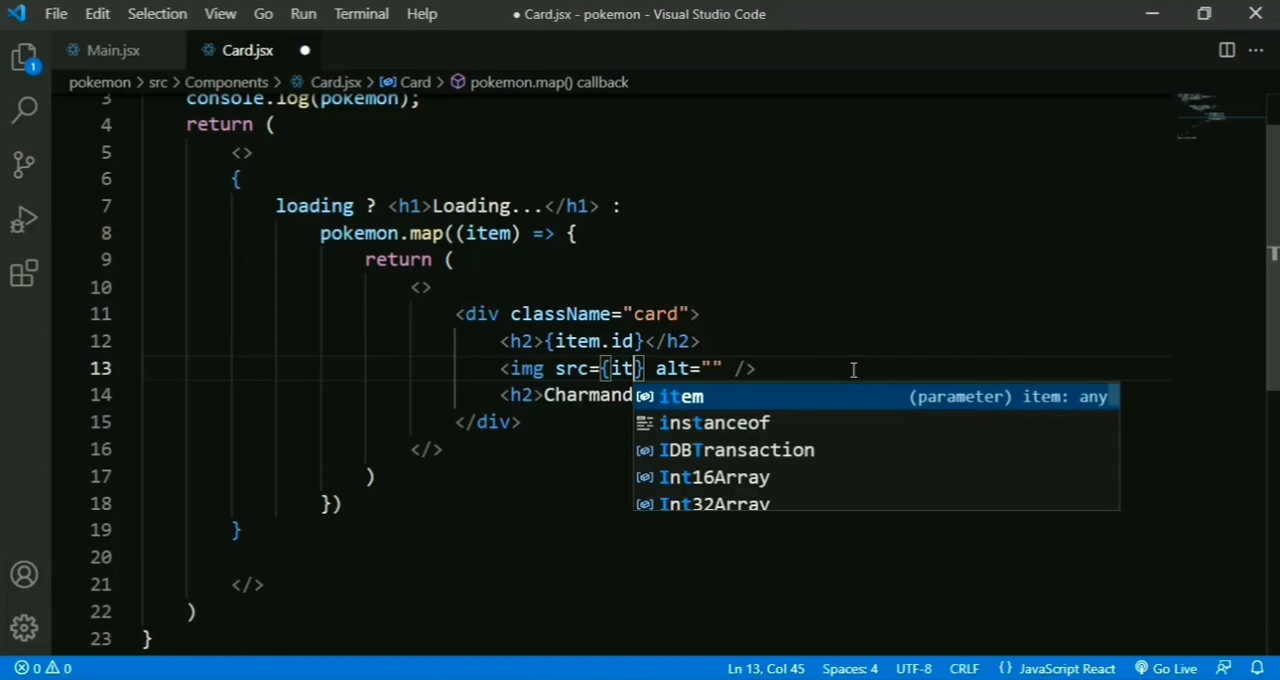 File Edit Selection View Go Run Terminal Help ● Card.jsx - pokemon - Visual Studio Code
Main.jsx Card.jsx ●
1
pokemon > src > Components > Card.jsx > Card > pokemon.map() callback
3 console.log(pokemon);
4 return (
5 <>
6 {
7 loading ? <h1>Loading...</h1> :
8 pokemon.map((item) => {
9 return (
10 <>
11 <div className="card">
12 <h2>{item.id}</h2>
13 <img src={it} alt="" />
14 <h2>Charmand
item (parameter) item: any
15 </div>
instanceof
16 </>
IDBTransaction
17 )
Int16Array
18 })
Int32Array
19 }
20
21 </>
22 )
23 }
0 0 Ln 13, Col 45 Spaces: 4 UTF-8 CRLF {} JavaScript React Go Live